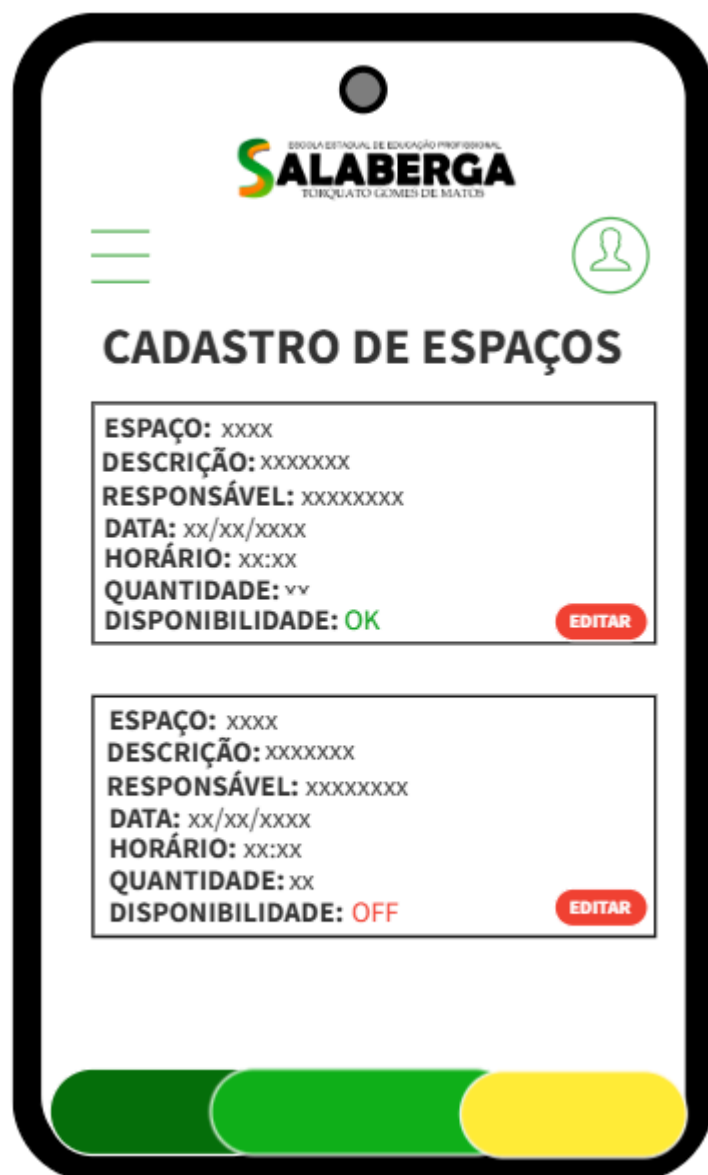 ESCOLA ESTADUAL DE EDUCAÇÃO PROFISSIONAL
SALABERGA
TORQUATO GOMES DE MATOS
CADASTRO DE ESPAÇOS
ESPAÇO: xxxx
DESCRIÇÃO: xxxxxxx
RESPONSÁVEL: xxxxxxxx
DATA: xx/xx/xxxx
HORÁRIO: xx:xx
QUANTIDADE:
DISPONIBILIDADE: OK
EDITAR
ESPAÇO: xxxx
DESCRIÇÃO: xxxxxxx
RESPONSÁVEL: xxxxxxxx
DATA: xx/xx/xxxx
HORÁRIO: xx:xx
QUANTIDADE: xx
DISPONIBILIDADE: OFF
EDITAR